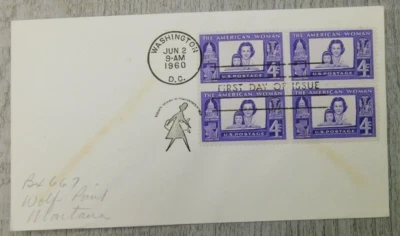 WASHINGTON
JUN 2
9-AM
1960
D.C.
FIRST DAY OF ISSUE
THE AMERICAN WOMAN
U.S. POSTAGE
4¢
THE AMERICAN WOMAN
U.S. POSTAGE
4¢
THE AMERICAN WOMAN
U.S. POSTAGE
4¢
THE AMERICAN WOMAN
U.S. POSTAGE
4¢
Bx 667
Wolf Point
Montana